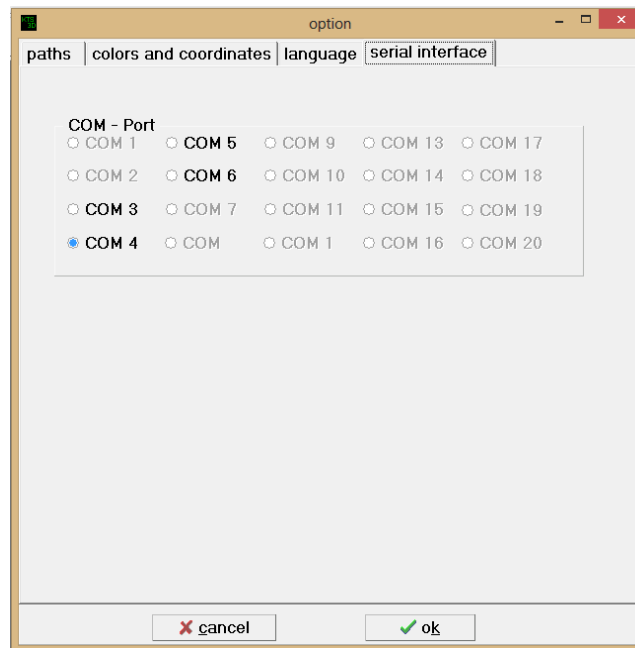 option
paths colors and coordinates language serial interface
COM - Port
COM 1 COM 5 COM 9 COM 13 COM 17
COM 2 COM 6 COM 10 COM 14 COM 18
COM 3 COM 7 COM 11 COM 15 COM 19
COM 4 COM COM 1 COM 16 COM 20
cancel ok